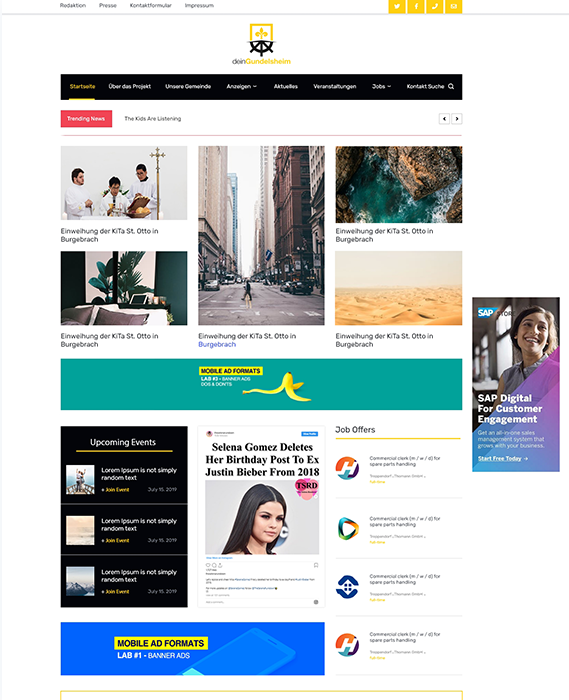 Redaktion Presse Kontaktformular Impressum
deinGundelsheim
Startseite Über das Projekt Unsere Gemeinde Anzeigen Aktuelles Veranstaltungen Jobs Kontakt Suche
Trending News The Kids Are Listening
Einweihung der KiTa St. Otto in
Burgebrach
Einweihung der KiTa St. Otto in
Burgebrach
Einweihung der KiTa St. Otto in
Burgebrach
Einweihung der KiTa St. Otto in
Burgebrach
Einweihung der KiTa St. Otto in
Burgebrach
SAP
SAP Digital
For Customer
Engagement
Get an all-in-one sales
management system that
grows with your business.
Start Free Today →
MOBILE AD FORMATS
LAB #3 - BANNER ADS
DOS & DON'TS
Upcoming Events
Lorem Ipsum is not simply
random text
+ Join Event July 15, 2019
Lorem Ipsum is not simply
random text
+ Join Event July 15, 2019
Lorem Ipsum is not simply
random text
+ Join Event July 15, 2019
Selena Gomez Deletes
Her Birthday Post To Ex
Justin Bieber From 2018
TSRD
Job Offers
Commercial clerk (m / w / d) for
spare parts handling
Full time
Commercial clerk (m / w / d) for
spare parts handling
Full time
Commercial clerk (m / w / d) for
spare parts handling
Full time
Commercial clerk (m / w / d) for
spare parts handling
Full time
MOBILE AD FORMATS
LAB #1 - BANNER ADS